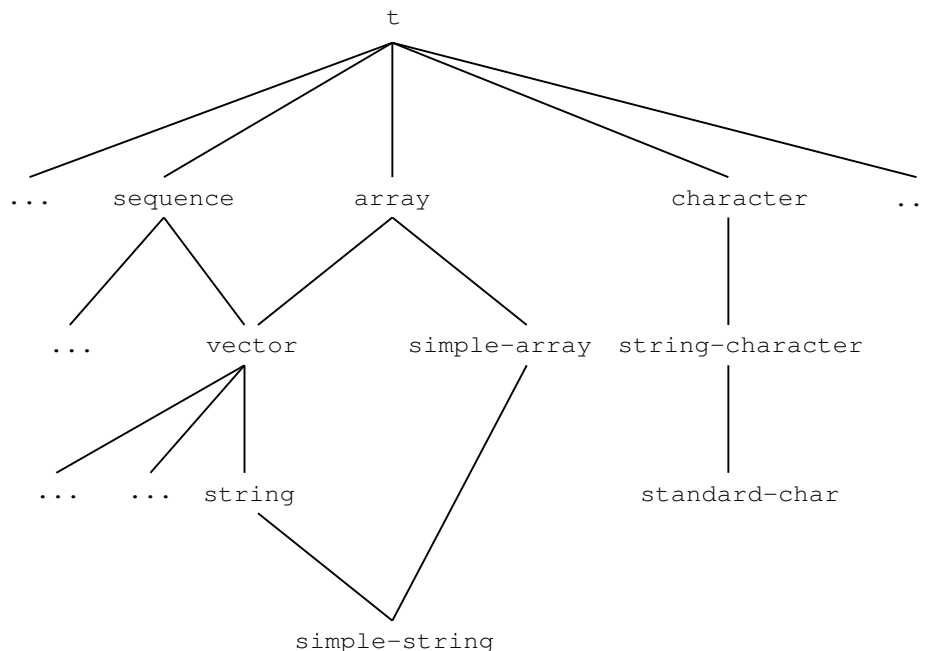 t
... sequence array character ..
... vector simple-array string-character
... ... string standard-char
simple-string